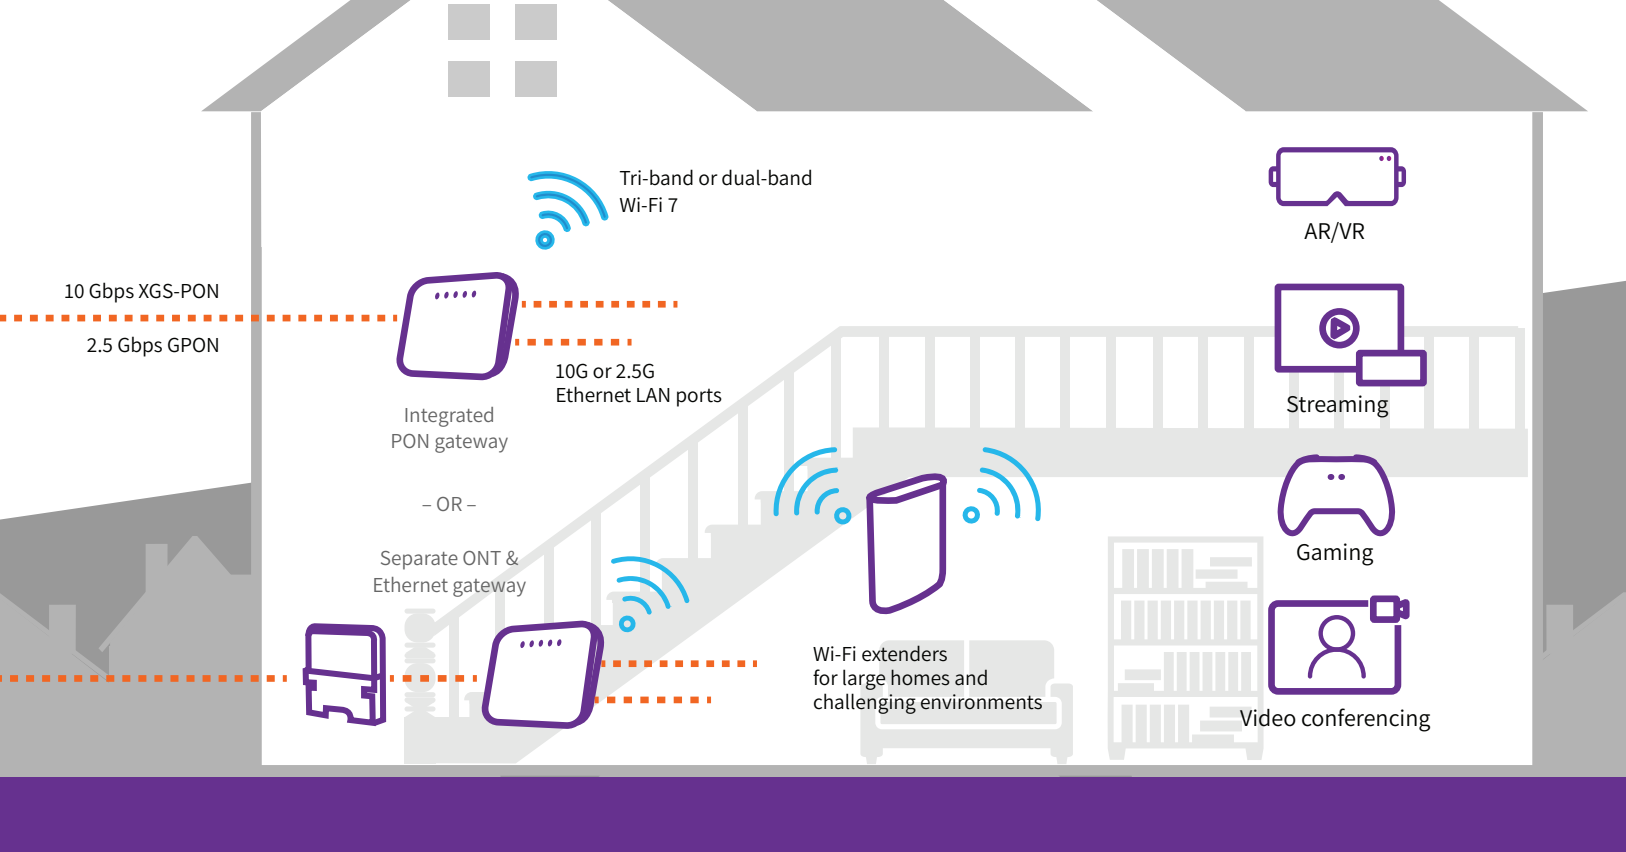 Tri-band or dual-band
Wi-Fi 7
10 Gbps XGS-PON
2.5 Gbps GPON
10G or 2.5G
Ethernet LAN ports
Integrated
PON gateway
– OR –
Separate ONT &
Ethernet gateway
Wi-Fi extenders
for large homes and
challenging environments
AR/VR
Streaming
Gaming
Video conferencing